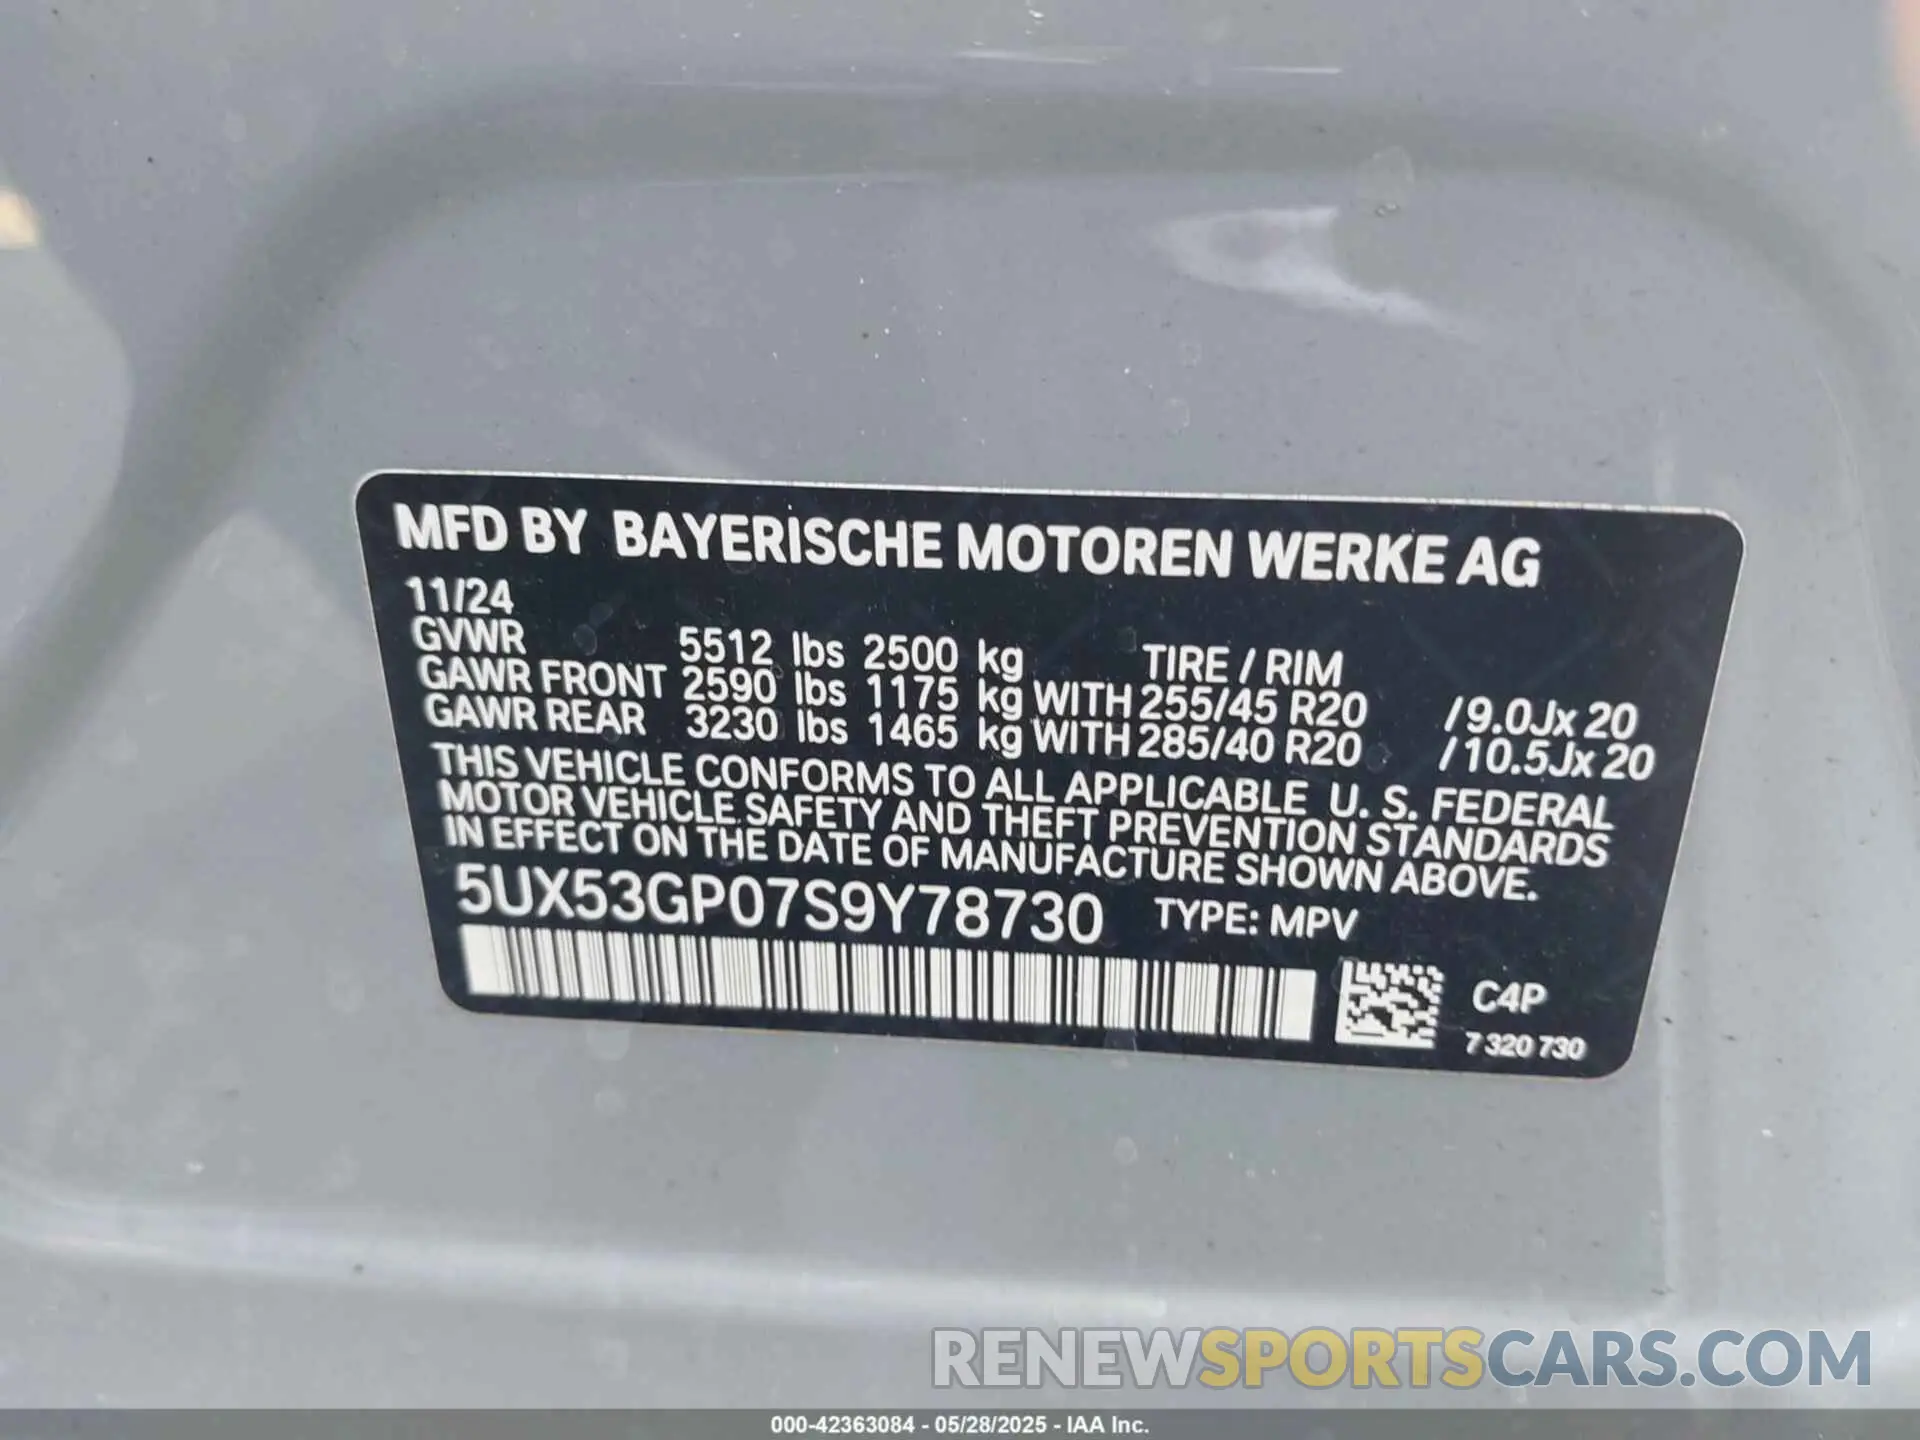 MFD BY BAYERISCHE MOTOREN WERKE AG
11/24
GVWR 5512 lbs 2500 kg TIRE / RIM
GAWR FRONT 2590 lbs 1175 kg WITH 255/45 R20 / 9.0Jx 20
GAWR REAR 3230 lbs 1465 kg WITH 285/40 R20 / 10.5Jx 20
THIS VEHICLE CONFORMS TO ALL APPLICABLE U. S. FEDERAL
MOTOR VEHICLE SAFETY AND THEFT PREVENTION STANDARDS
IN EFFECT ON THE DATE OF MANUFACTURE SHOWN ABOVE.
5UX53GP07S9Y78730 TYPE: MPV
C4P
7 320 730
RENEWSPORTSCARS.COM
000-42363084 - 05/28/2025 - IAA Inc.